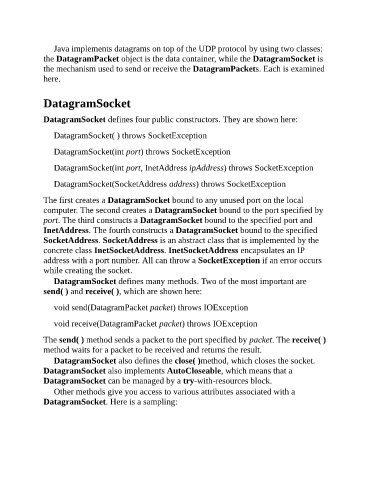 Java implements datagrams on top of the UDP protocol by using two classes:
the DatagramPacket object is the data container, while the DatagramSocket is
the mechanism used to send or receive the DatagramPackets. Each is examined
here.
DatagramSocket
DatagramSocket defines four public constructors. They are shown here:
DatagramSocket( ) throws SocketException
DatagramSocket(int port) throws SocketException
DatagramSocket(int port, InetAddress ipAddress) throws SocketException
DatagramSocket(SocketAddress address) throws SocketException
The first creates a DatagramSocket bound to any unused port on the local
computer. The second creates a DatagramSocket bound to the port specified by
port. The third constructs a DatagramSocket bound to the specified port and
InetAddress. The fourth constructs a DatagramSocket bound to the specified
SocketAddress. SocketAddress is an abstract class that is implemented by the
concrete class InetSocketAddress. InetSocketAddress encapsulates an IP
address with a port number. All can throw a SocketException if an error occurs
while creating the socket.
DatagramSocket defines many methods. Two of the most important are
send( ) and receive( ), which are shown here:
void send(DatagramPacket packet) throws IOException
void receive(DatagramPacket packet) throws IOException
The send( ) method sends a packet to the port specified by packet. The receive( )
method waits for a packet to be received and returns the result.
DatagramSocket also defines the close( )method, which closes the socket.
DatagramSocket also implements AutoCloseable, which means that a
DatagramSocket can be managed by a try-with-resources block.
Other methods give you access to various attributes associated with a
DatagramSocket. Here is a sampling: